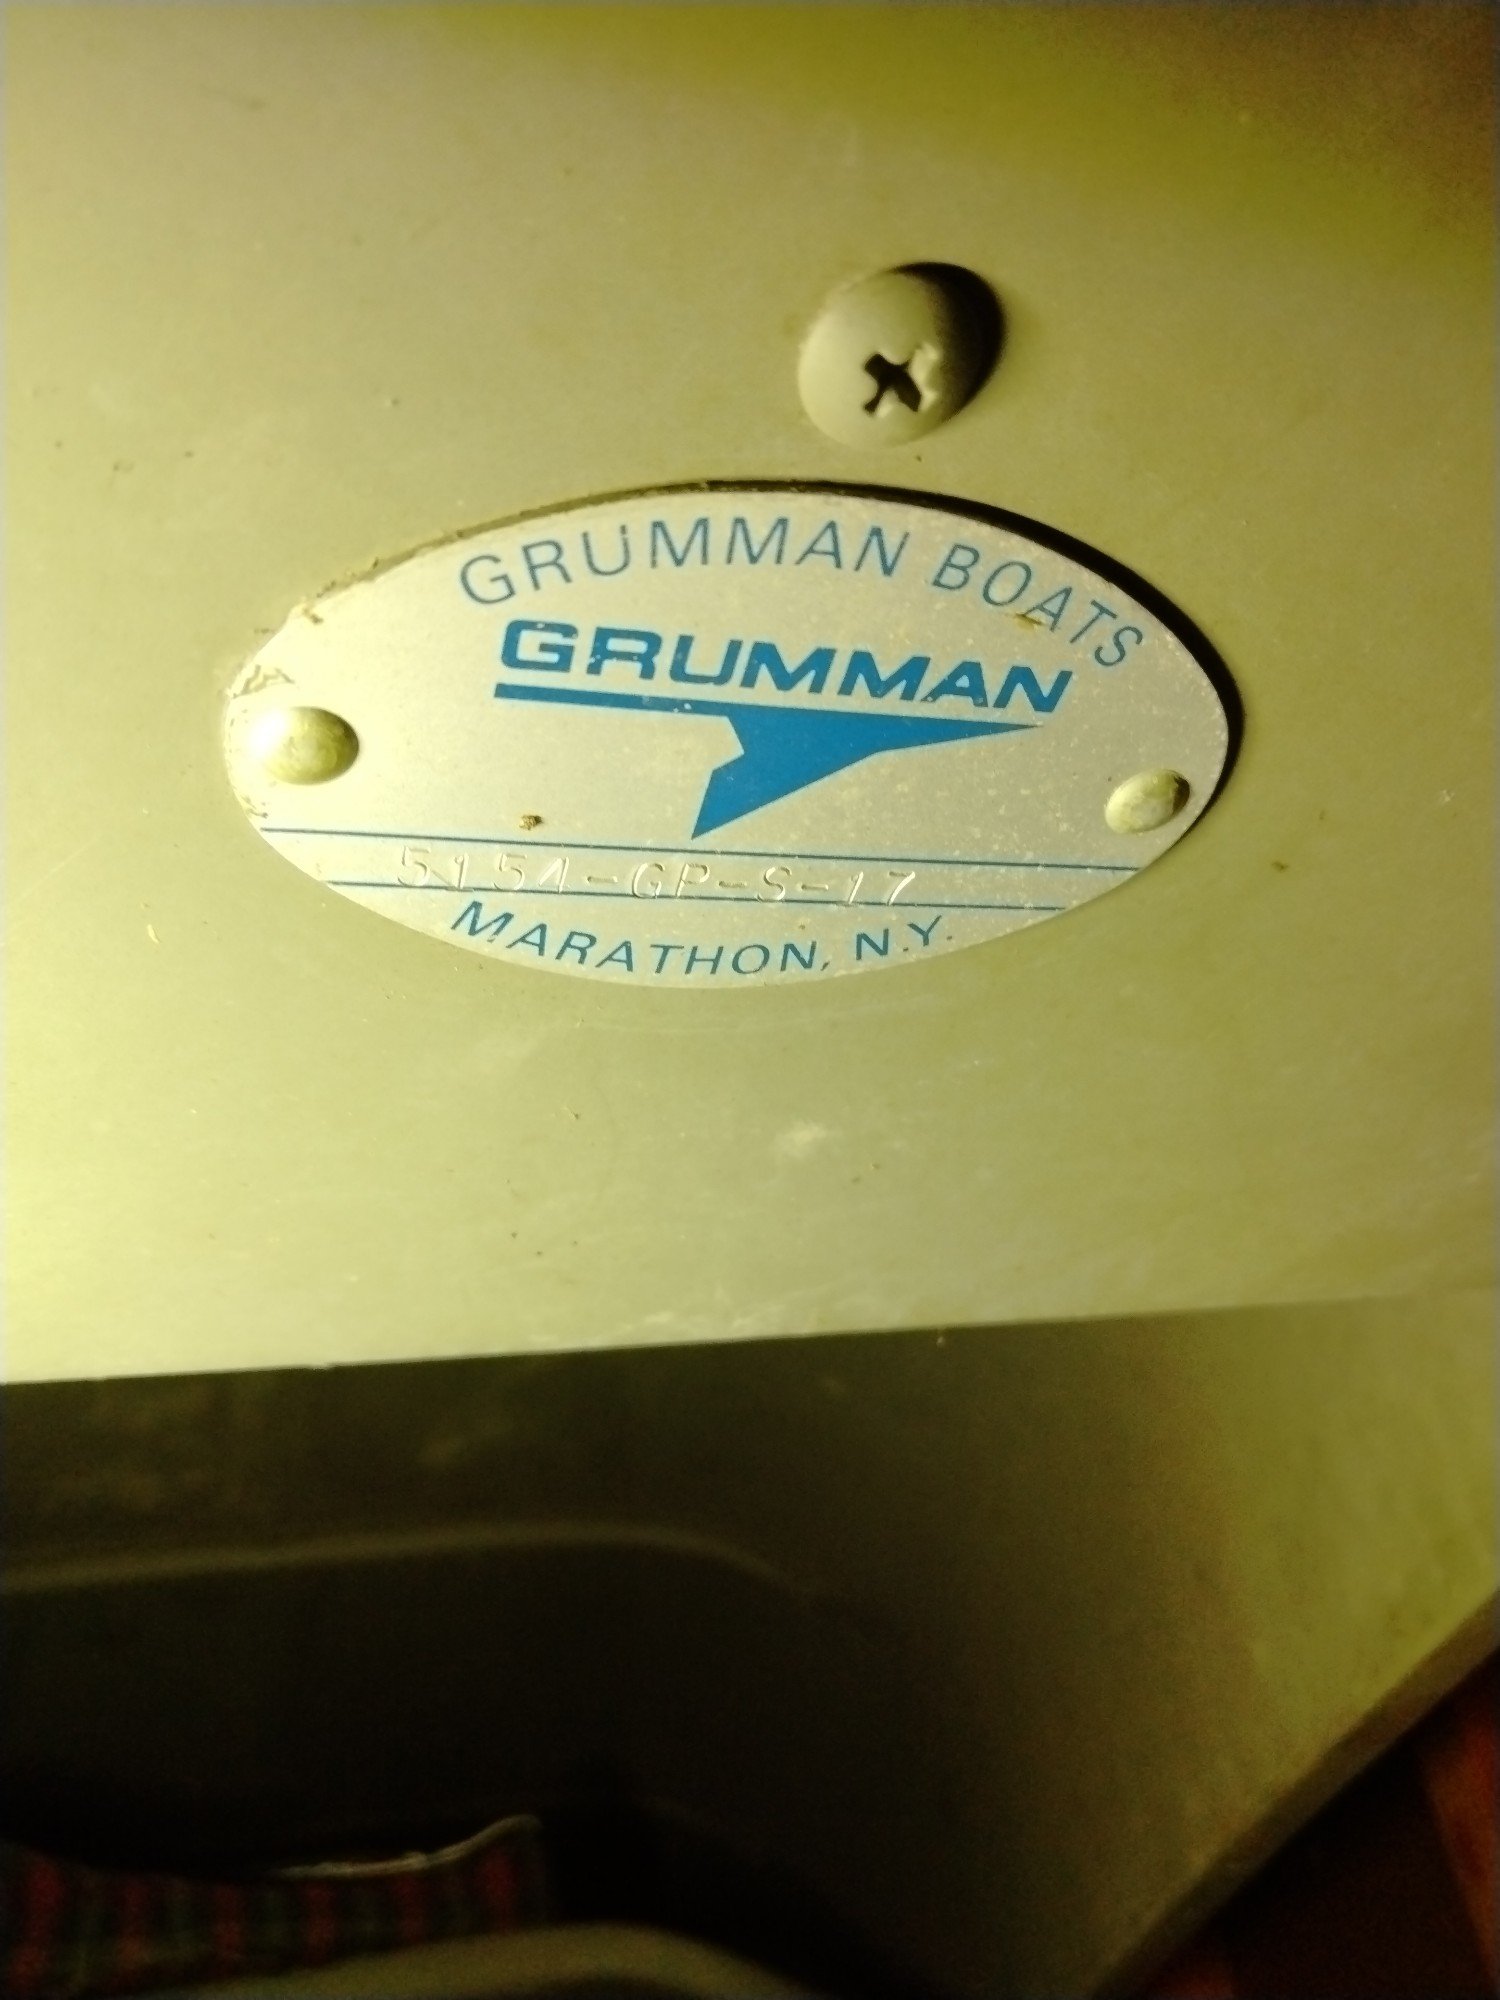 GRUMMAN BOATS
GRUMMAN
5154-GP-S-17
MARATHON, N.Y.